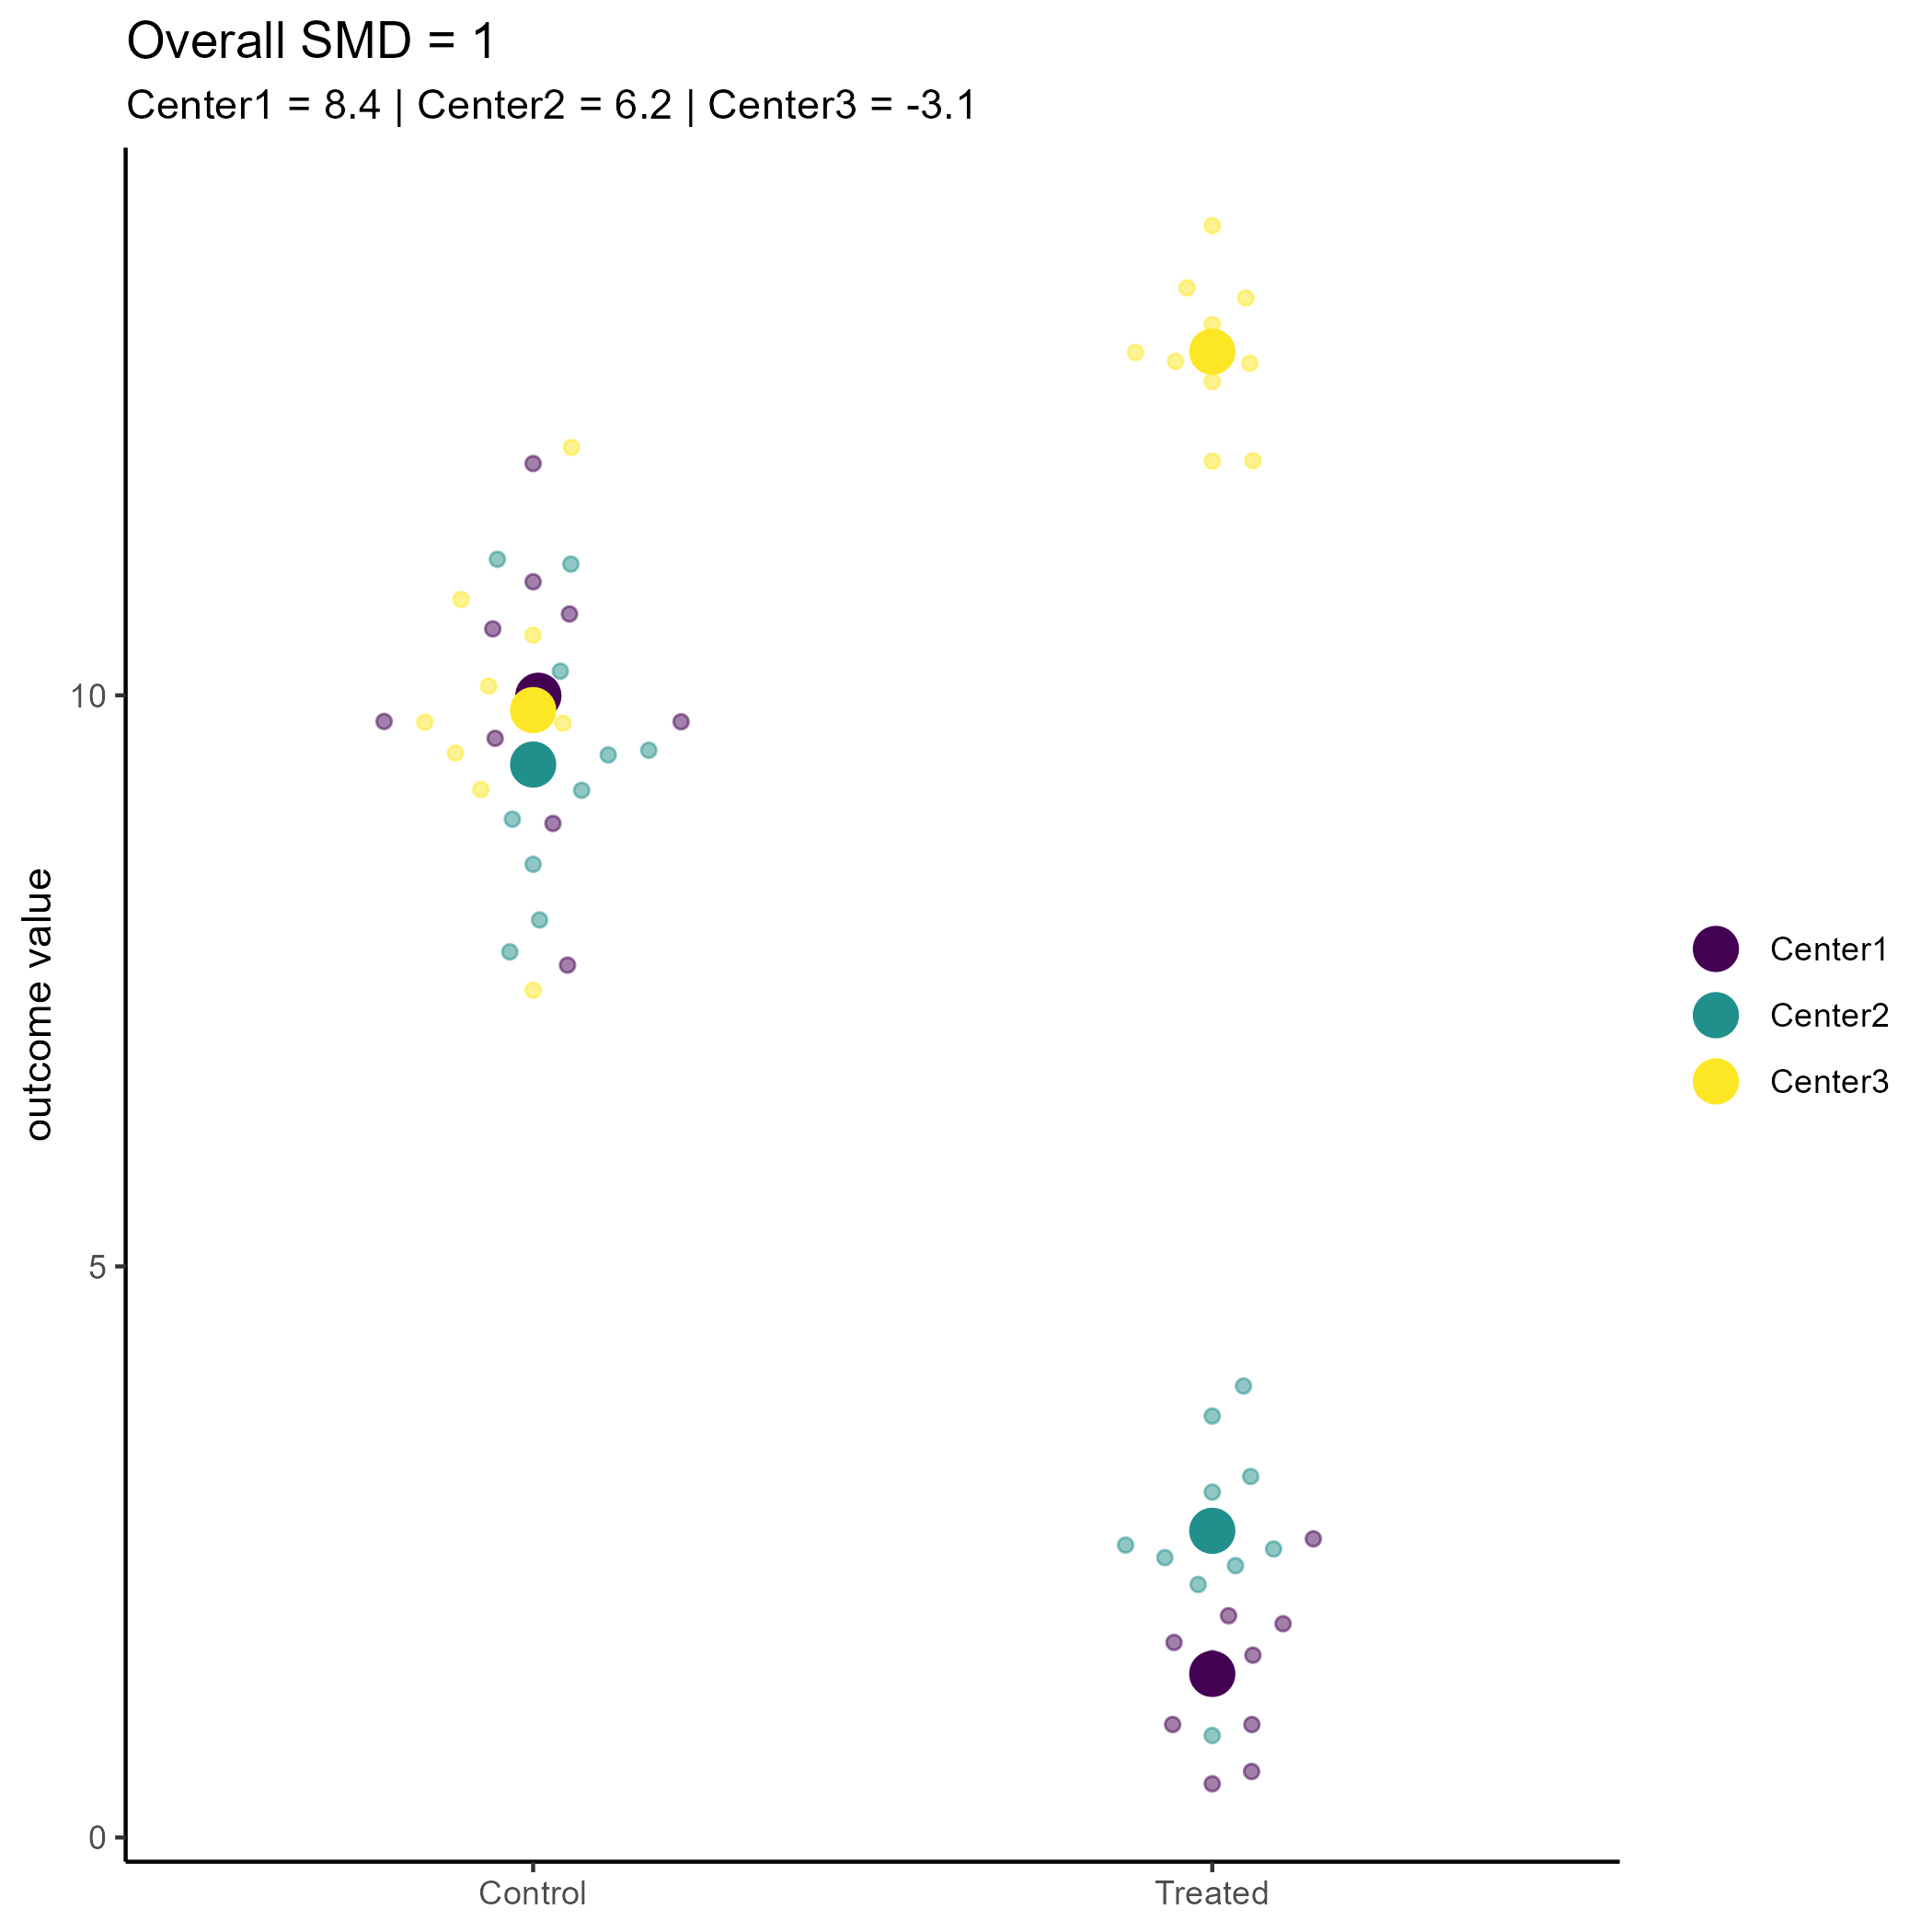 Overall SMD = 1
Center1 = 8.4 | Center2 = 6.2 | Center3 = -3.1
outcome value
10
5
0
Control
Treated
Center1
Center2
Center3